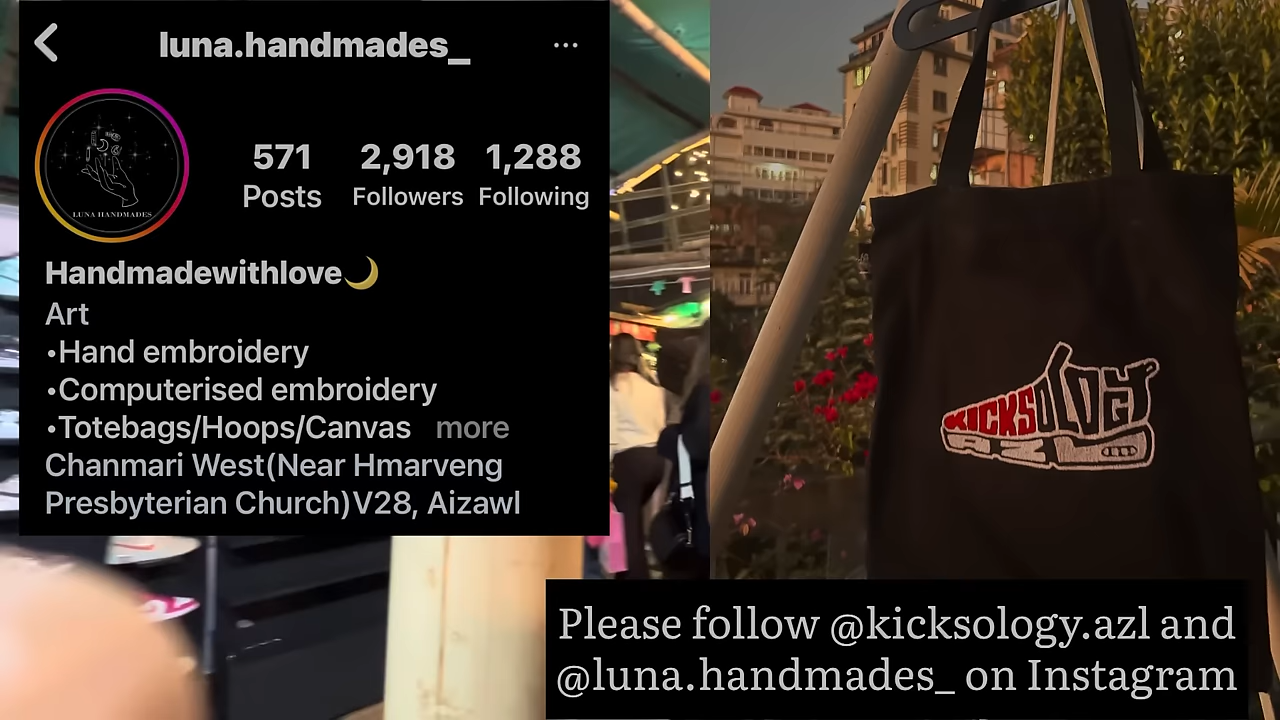 luna.handmades_
LUNA HANDMADES
571 2,918 1,288
Posts Followers Following
Handmadewithlove🌙
Art
•Hand embroidery
•Computerised embroidery
•Totebags/Hoops/Canvas more
Chanmari West(Near Hmarveng
Presbyterian Church)V28, Aizawl
KICKSOLOGY
AZL
Please follow @kicksology.azl and
@luna.handmades_ on Instagram